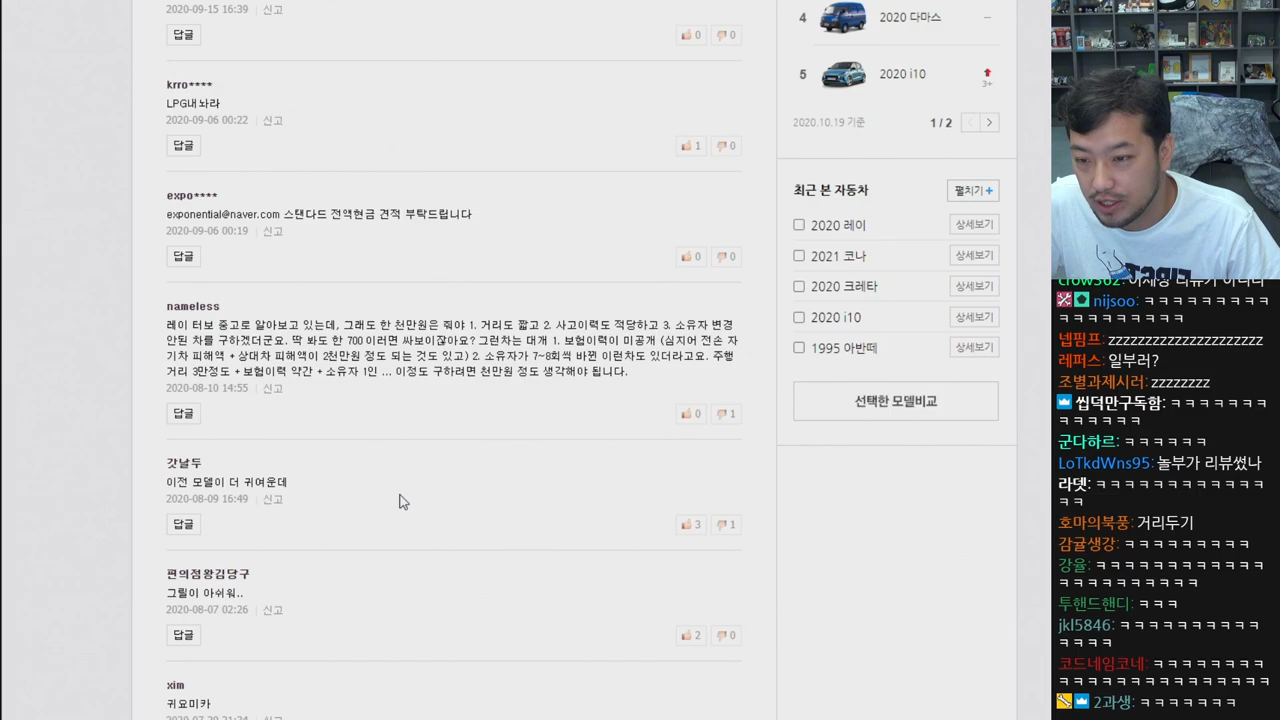 2020-09-15 16:39 신고
답글 0 0
krro****
LPG내놔라
2020-09-06 00:22 신고
답글 1 0
expo****
exponential@naver.com 스탠다드 전액현금 견적 부탁드립니다
2020-09-06 00:19 신고
답글 0 0
nameless
레이 터보 중고로 알아보고 있는데, 그래도 한 천만원은 줘야 1. 거리도 짧고 2. 사고이력도 적당하고 3. 소유자 변경
안된 차를 구하겠더군요. 딱 봐도 한 700 이러면 싸보이잖아요? 그런차는 대개 1. 보험이력이 미공개 (심지어 전손 자
기차 피해액 + 상대차 피해액이 2천만원 정도 되는 것도 있고) 2. 소유자가 7~8회씩 바뀐 이런차도 있더라고요. 주행
거리 3만정도 + 보험이력 약간 + 소유자 1인 ... 이정도 구하려면 천만원 정도 생각해야 됩니다.
2020-08-10 14:55 신고
답글 0 1
갓날두
이전 모델이 더 귀여운데
2020-08-09 16:49 신고
답글 3 1
편의점왕김당구
그릴이 아쉬워..
2020-08-07 02:26 신고
답글 2 0
xim
귀요미카
4 2020 다마스 –
5 2020 i10 3+
2020.10.19 기준 1 / 2
최근 본 자동차 펼치기+
2020 레이 상세보기
2021 코나 상세보기
2020 크레타 상세보기
2020 i10 상세보기
1995 아반떼 상세보기
선택한 모델비교
nijsoo: ㅋㅋㅋㅋㅋㅋㅋㅋㅋ
ㅋㅋㅋㅋㅋㅋㅋㅋㅋ
넵핌프: zzzzzzzzzzzzzzzzzzzzz
레퍼스: 일부러?
조별과제시러: zzzzzzzz
씹덕만구독함: ㅋㅋㅋㅋㅋㅋㅋ
ㅋㅋㅋㅋㅋㅋ
군다하르: ㅋㅋㅋㅋㅋㅋ
LoTkdWns95: 놀부가 리뷰썼나
라뎃: ㅋㅋㅋㅋㅋㅋㅋㅋㅋㅋㅋㅋ
ㅋㅋ
호마의북풍: 거리두기
감귤생강: ㅋㅋㅋㅋㅋㅋㅋㅋㅋ
강율: ㅋㅋㅋㅋㅋㅋㅋㅋㅋㅋㅋㅋ
ㅋㅋㅋㅋㅋㅋㅋㅋㅋㅋ
투핸드핸디: ㅋㅋㅋ
jkl5846: ㅋㅋㅋㅋㅋㅋㅋㅋㅋㅋ
ㅋㅋㅋㅋ
코드네임코네: ㅋㅋㅋㅋㅋㅋㅋㅋ
ㅋㅋㅋㅋㅋㅋㅋㅋㅋㅋㅋㅋㅋㅋ
2과생: ㅋㅋㅋㅋㅋㅋㅋ